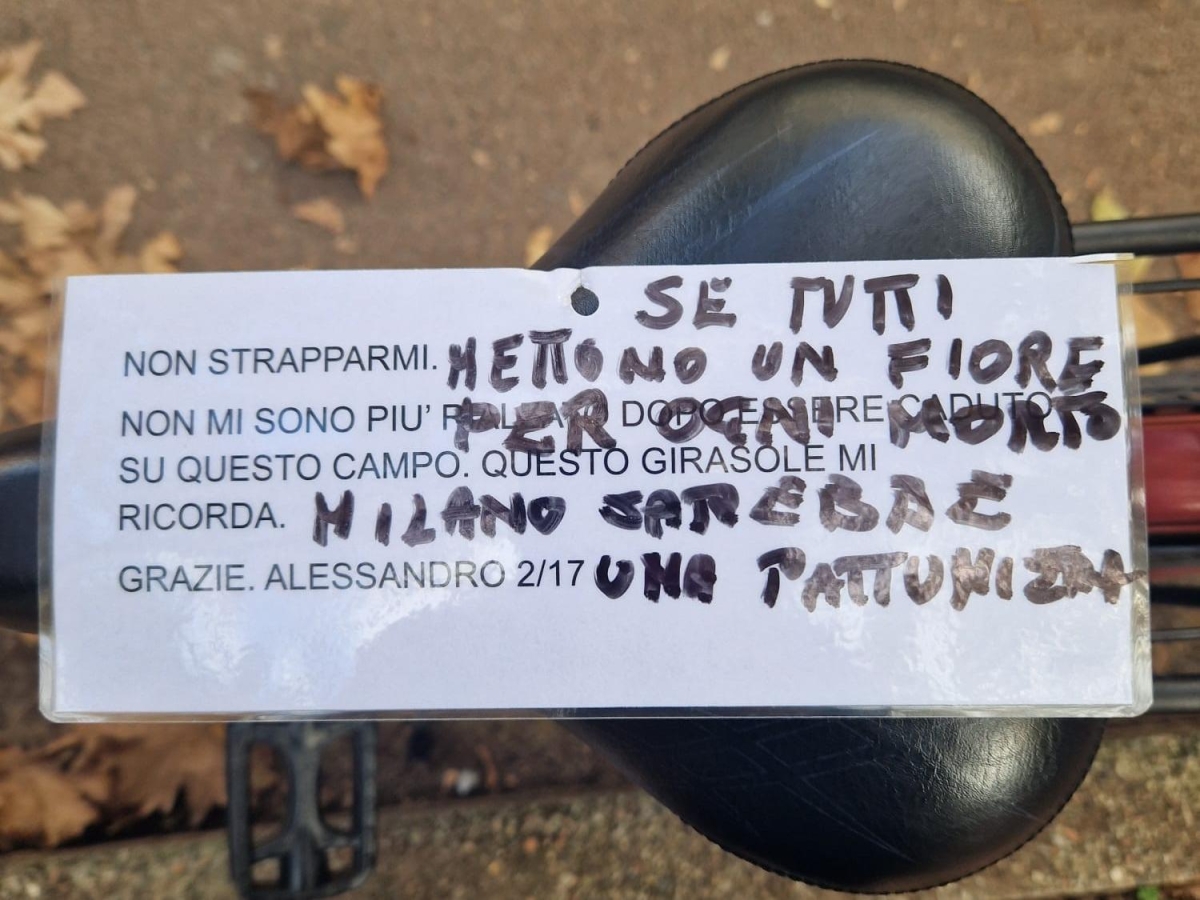 SE TUTTI
NON STRAPPARMI. METTONO UN FIORE
NON MI SONO PIU’ RIALZATO DOPO ESSERE CADUTO
PER OGNI MORTO
SU QUESTO CAMPO. QUESTO GIRASOLE MI
RICORDA. MILANO SAREBBE
GRAZIE. ALESSANDRO 2/17 UNA PATTUMIERA